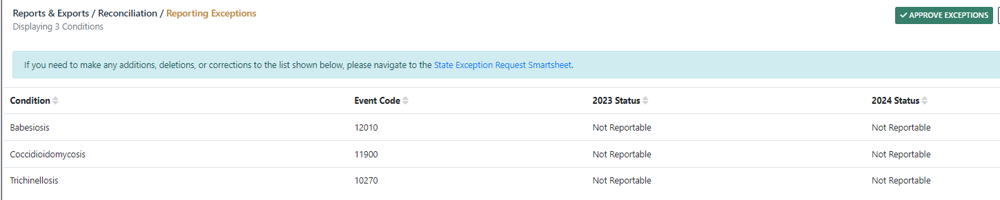 Reports & Exports / Reconciliation / Reporting Exceptions
Displaying 3 Conditions
APPROVE EXCEPTIONS
If you need to make any additions, deletions, or corrections to the list shown below, please navigate to the State Exception Request Smartsheet.
Condition Event Code 2023 Status 2024 Status
Babesiosis 12010 Not Reportable Not Reportable
Coccidioidomycosis 11900 Not Reportable Not Reportable
Trichinellosis 10270 Not Reportable Not Reportable